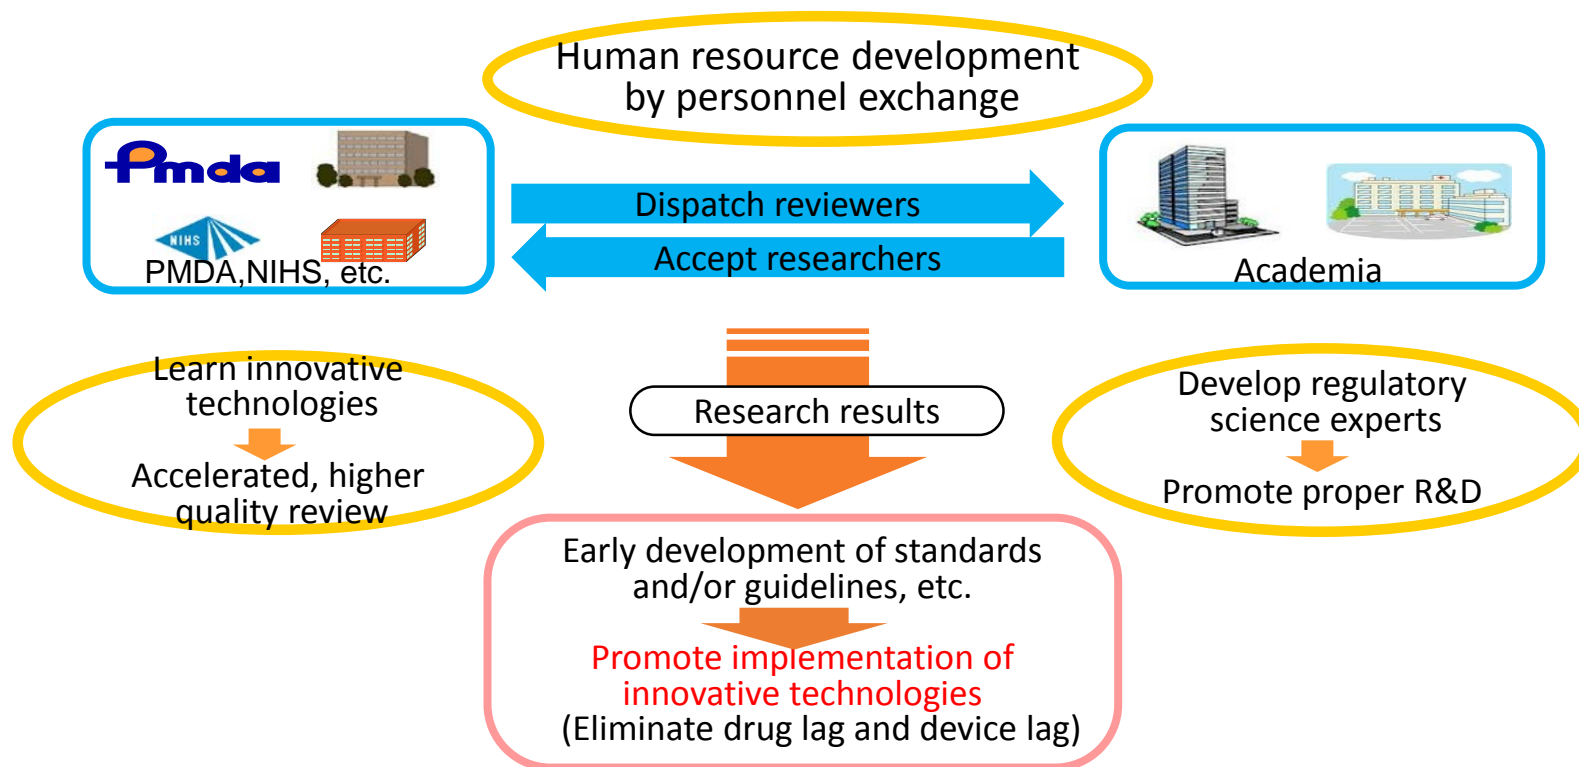 Human resource development
by personnel exchange
Pmda
NIHS
PMDA,NIHS, etc.
Dispatch reviewers
Accept researchers
Academia
Learn innovative
technologies
Accelerated, higher
quality review
Research results
Develop regulatory
science experts
Promote proper R&D
Early development of standards
and/or guidelines, etc.
Promote implementation of
innovative technologies
(Eliminate drug lag and device lag)